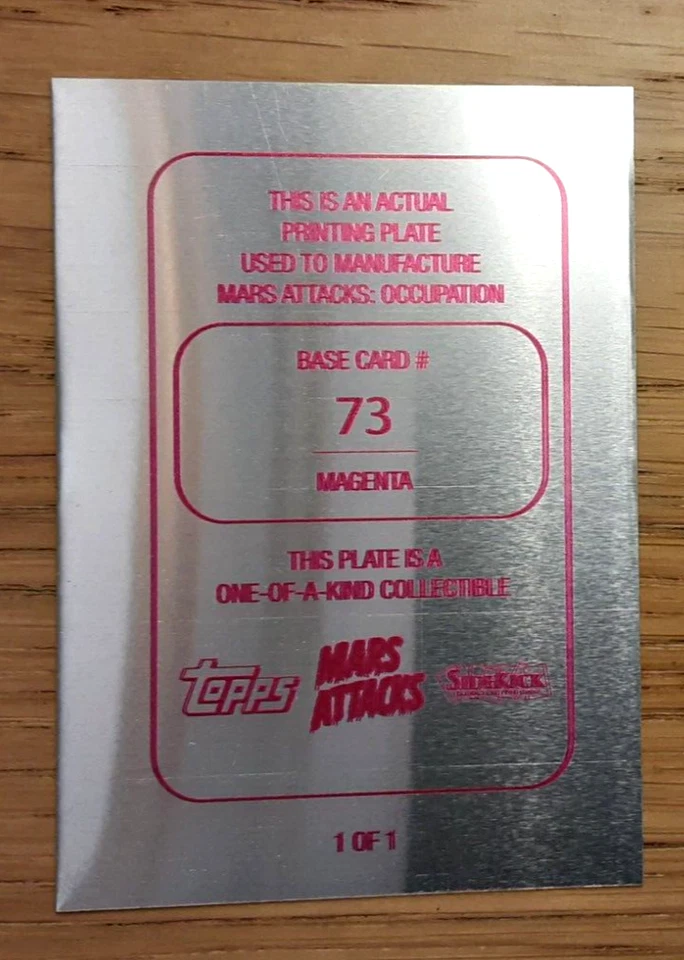 THIS IS AN ACTUAL
PRINTING PLATE
USED TO MANUFACTURE
MARS ATTACKS: OCCUPATION
BASE CARD #
73
MAGENTA
THIS PLATE IS A
ONE-OF-A-KIND COLLECTIBLE
TOPPS
MARS
ATTACKS
SIDEKICK
1 OF 1